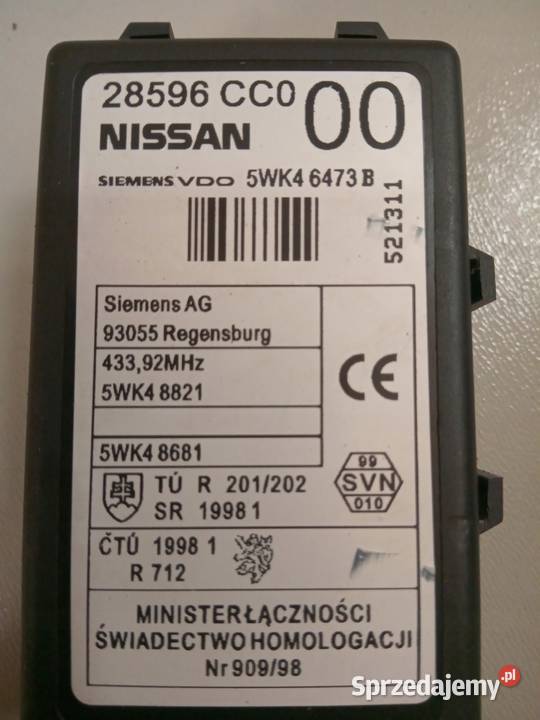 28596 CC0 00
NISSAN
SIEMENS VDO 5WK4 6473 B
521311
Siemens AG
93055 Regensburg
433,92MHz
5WK4 8821
5WK4 8681
CE
99
SVN
010
TÚ R 201/202
SR 1998 1
ČTÚ 1998 1
R 712
MINISTER ŁĄCZNOŚCI
ŚWIADECTWO HOMOLOGACJI
Nr 909/98
Sprzedajemy.pl